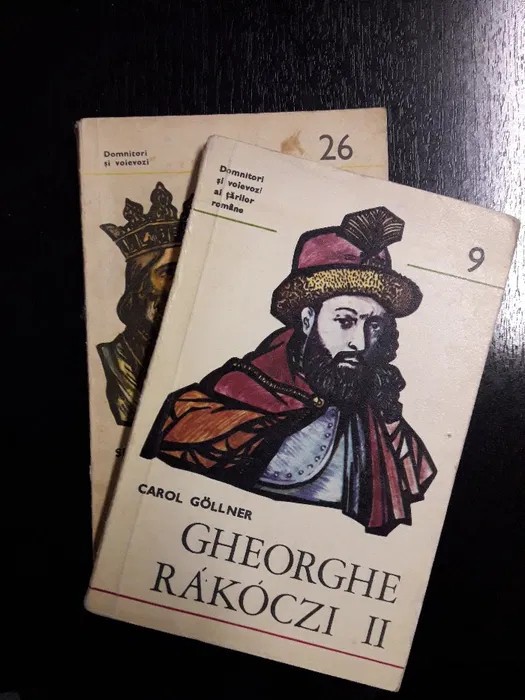 Domnitori
și voievozi
26
Domnitori
și voievozi
ai țărilor
române
9
CAROL GÖLLNER
GHEORGHE
RÁKÓCZI II